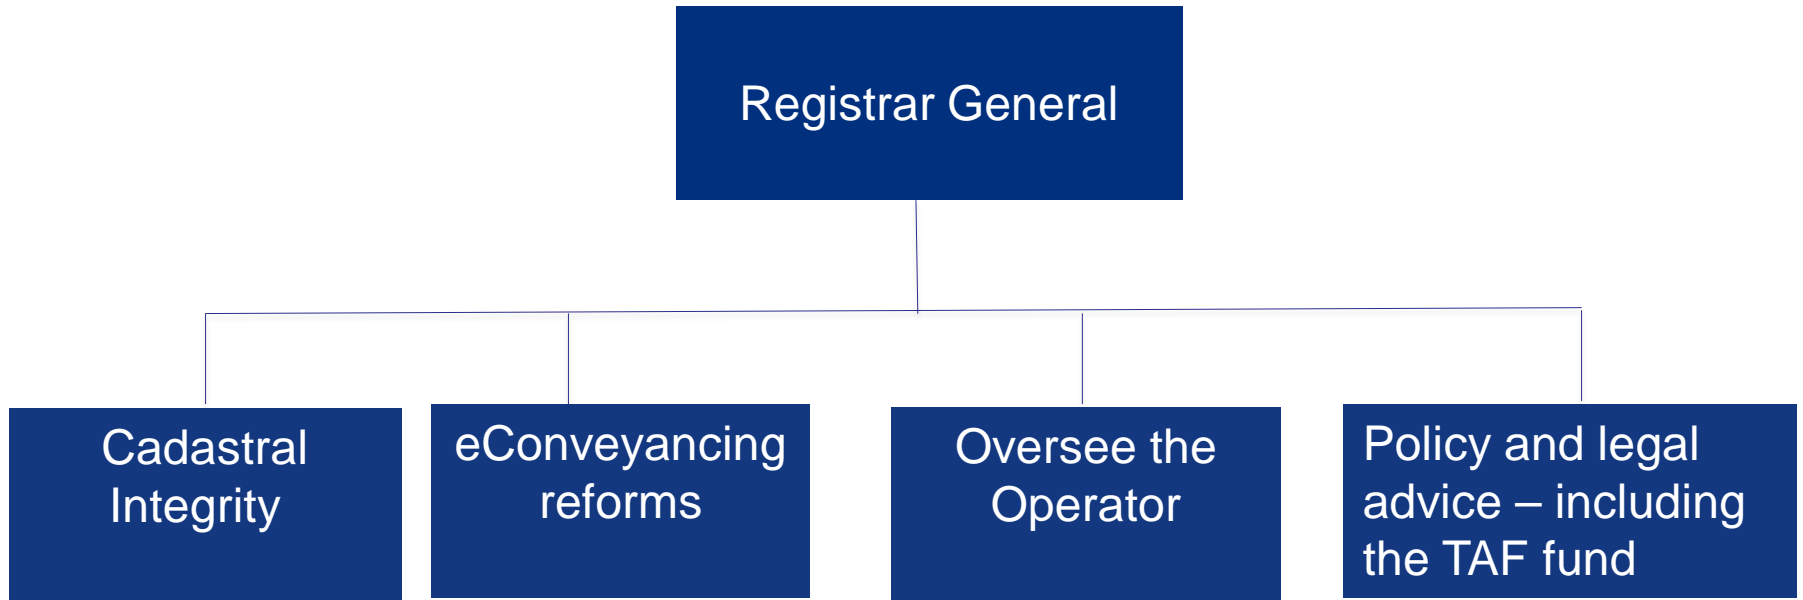 Registrar General
Cadastral
Integrity
eConveyancing
reforms
Oversee the
Operator
Policy and legal
advice – including
the TAF fund